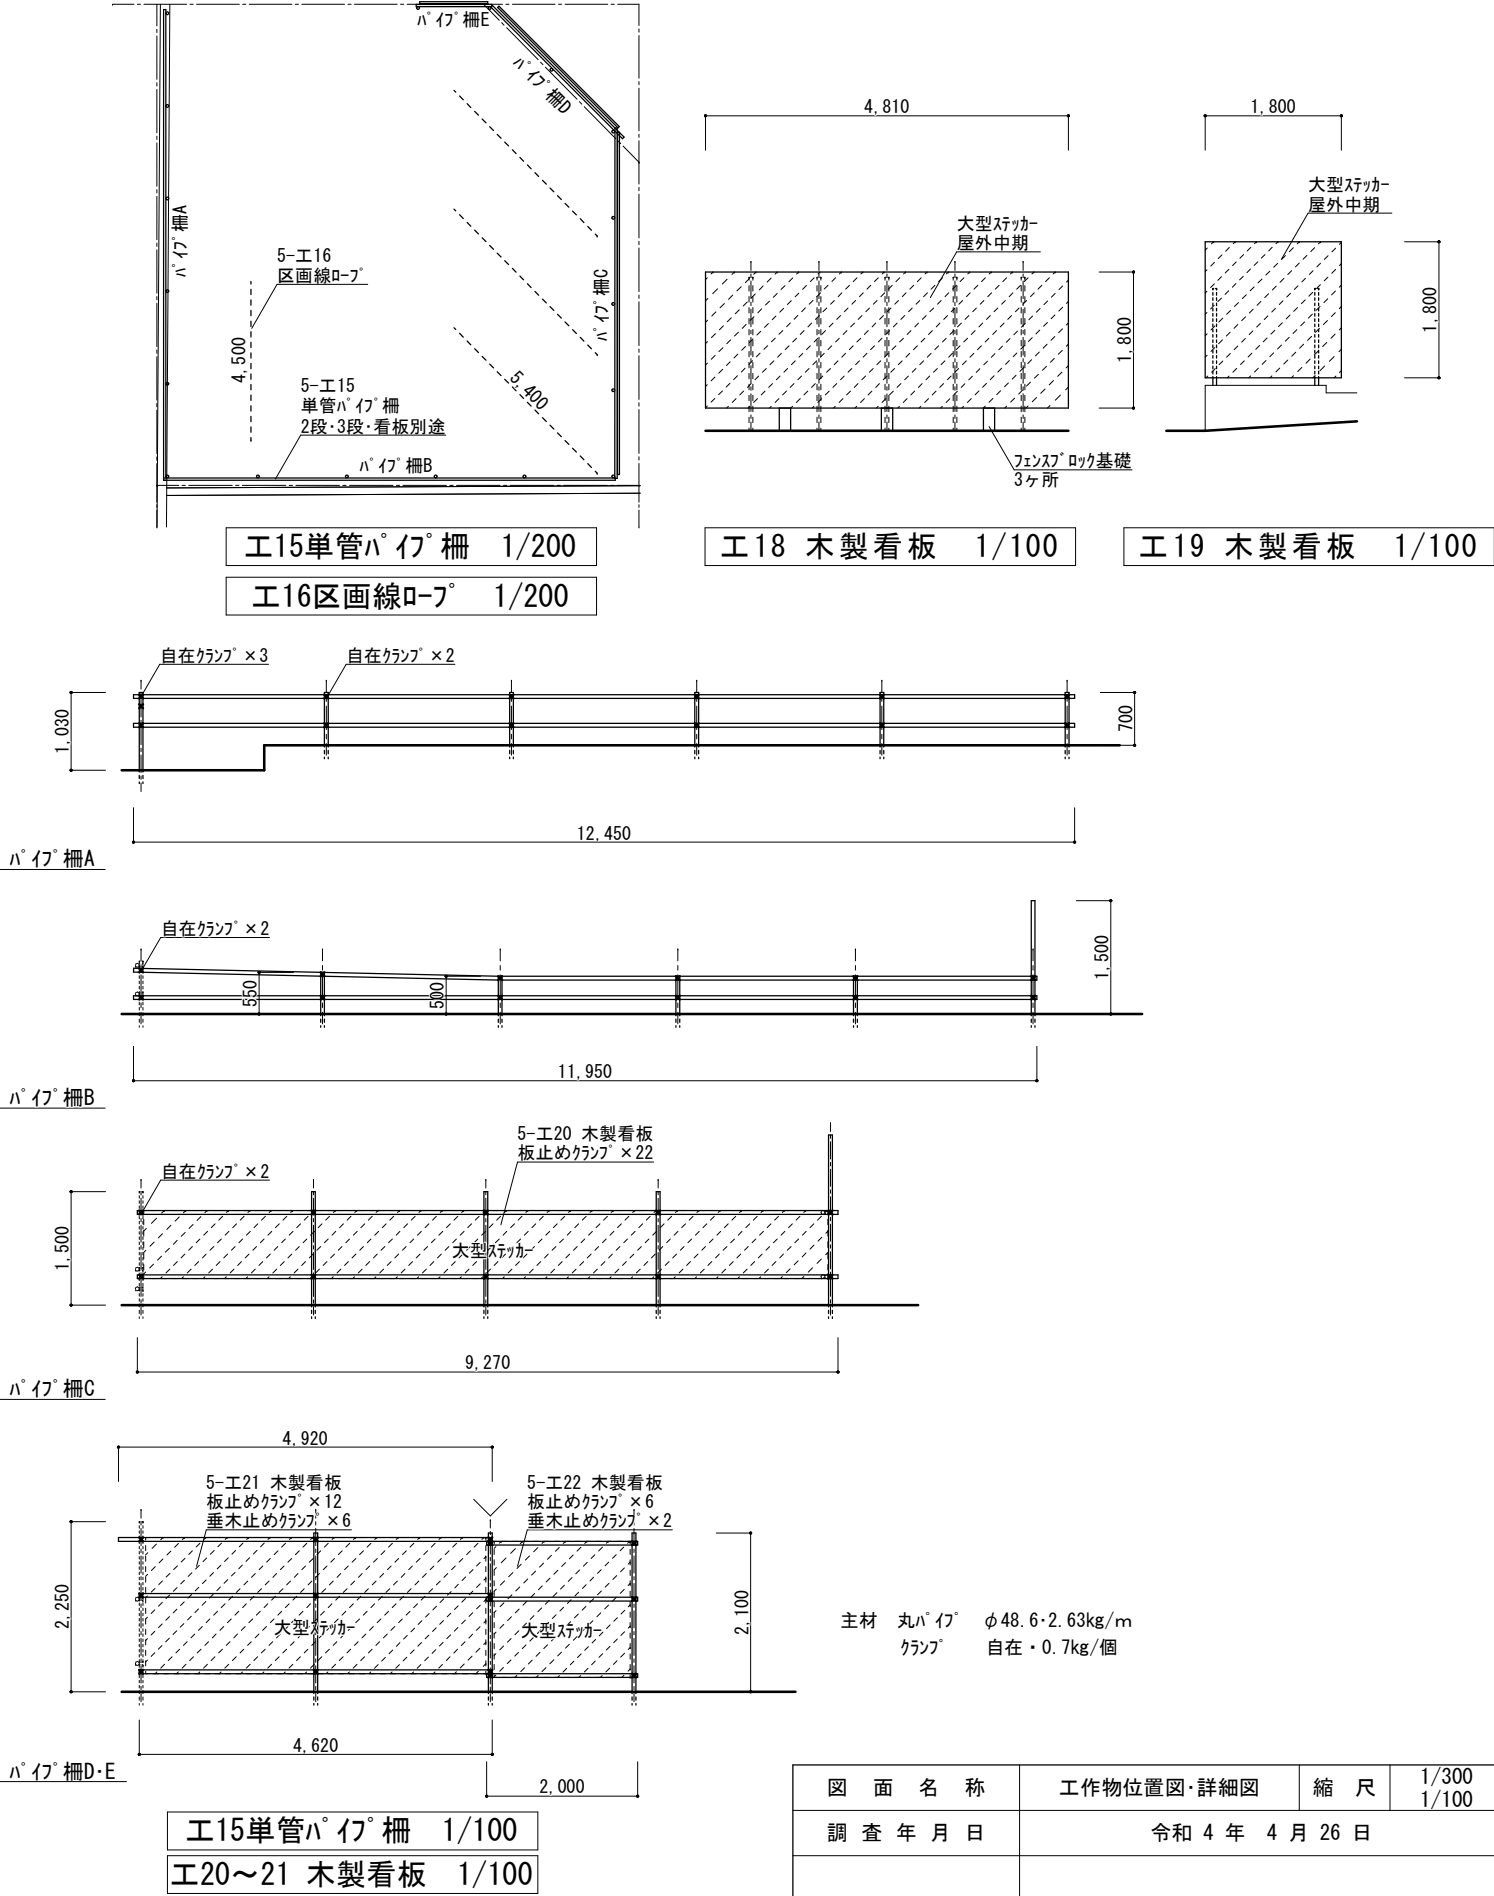 ﾊﾟｲﾌﾟ柵E
ﾊﾟｲﾌﾟ柵D
ﾊﾟｲﾌﾟ柵A
ﾊﾟｲﾌﾟ柵C
5-工16
区画線ﾛｰﾌﾟ
4,500
5-工15
単管ﾊﾟｲﾌﾟ柵
2段･3段･看板別途
5,400
ﾊﾟｲﾌﾟ柵B
工15単管ﾊﾟｲﾌﾟ柵 1/200
工16区画線ﾛｰﾌﾟ 1/200
4,810
大型ｽﾃｯｶｰ
屋外中期
1,800
ﾌｪﾝｽﾌﾞﾛｯｸ基礎
3ヶ所
工18 木製看板 1/100
1,800
大型ｽﾃｯｶｰ
屋外中期
1,800
工19 木製看板 1/100
自在ｸﾗﾝﾌﾟ×3
自在ｸﾗﾝﾌﾟ×2
1,030
700
12,450
ﾊﾟｲﾌﾟ柵A
自在ｸﾗﾝﾌﾟ×2
550
500
1,500
11,950
ﾊﾟｲﾌﾟ柵B
5-工20 木製看板
板止めｸﾗﾝﾌﾟ×22
自在ｸﾗﾝﾌﾟ×2
1,500
大型ｽﾃｯｶｰ
9,270
ﾊﾟｲﾌﾟ柵C
4,920
5-工21 木製看板
板止めｸﾗﾝﾌﾟ×12
垂木止めｸﾗﾝﾌﾟ×6
5-工22 木製看板
板止めｸﾗﾝﾌﾟ×6
垂木止めｸﾗﾝﾌﾟ×2
2,250
大型ｽﾃｯｶｰ
大型ｽﾃｯｶｰ
2,100
4,620
2,000
ﾊﾟｲﾌﾟ柵D･E
主材 丸ﾊﾟｲﾌﾟ φ48.6･2.63kg/m
ｸﾗﾝﾌﾟ 自在・0.7kg/個
工15単管ﾊﾟｲﾌﾟ柵 1/100
工20～21 木製看板 1/100
図面名称 工作物位置図･詳細図 縮尺 1/300
1/100
調査年月日 令和 4 年 4 月 26 日